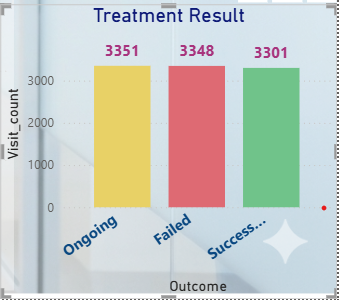 Treatment Result
3351 3348 3301
Visit_count
3000
2000
1000
0
Ongoing Failed Success...
Outcome